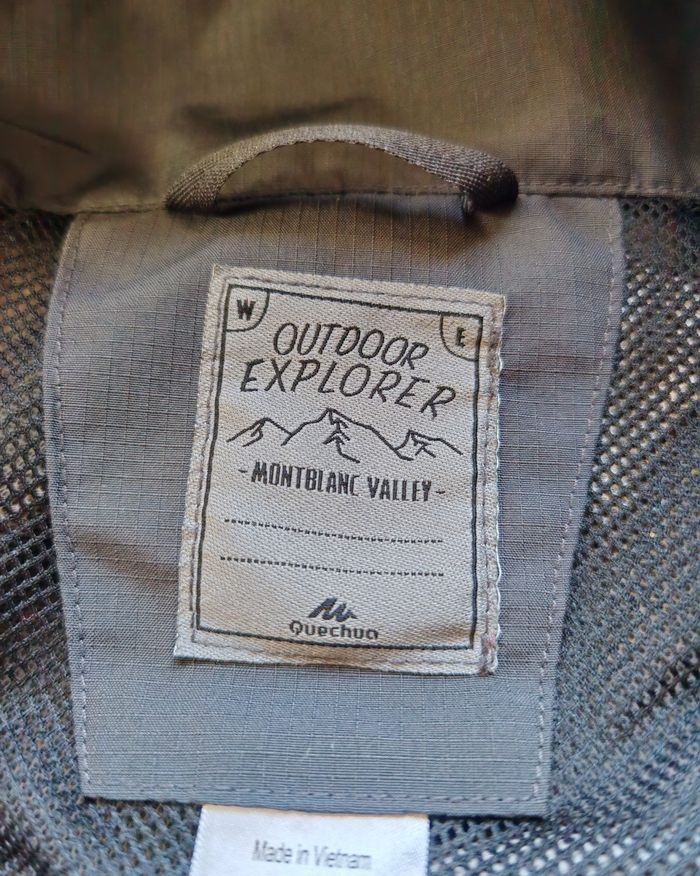 W
E
OUTDOOR
EXPLORER
- MONTBLANC VALLEY -
Quechua
Made in Vietnam